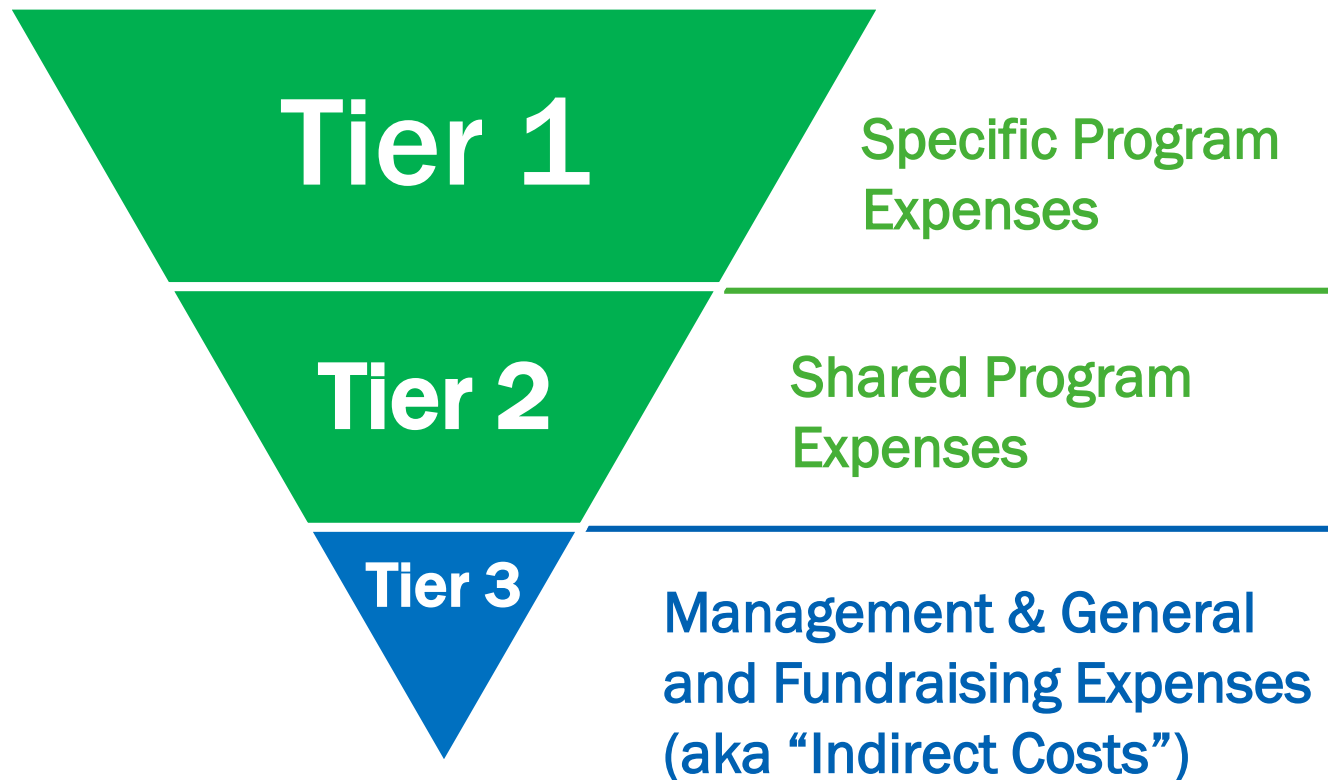 Tier 1
Specific Program
Expenses
Tier 2
Shared Program
Expenses
Tier 3
Management & General
and Fundraising Expenses
(aka “Indirect Costs”)